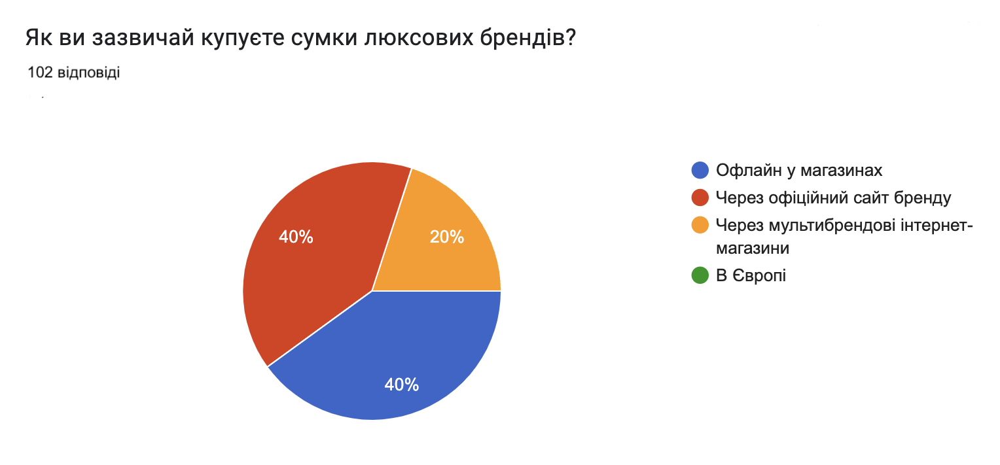 Як ви зазвичай купуєте сумки люксових брендів?
102 відповіді
Офлайн у магазинах
Через офіційний сайт бренду
Через мультибрендові інтернет-
магазини
В Європі
40%
20%
40%